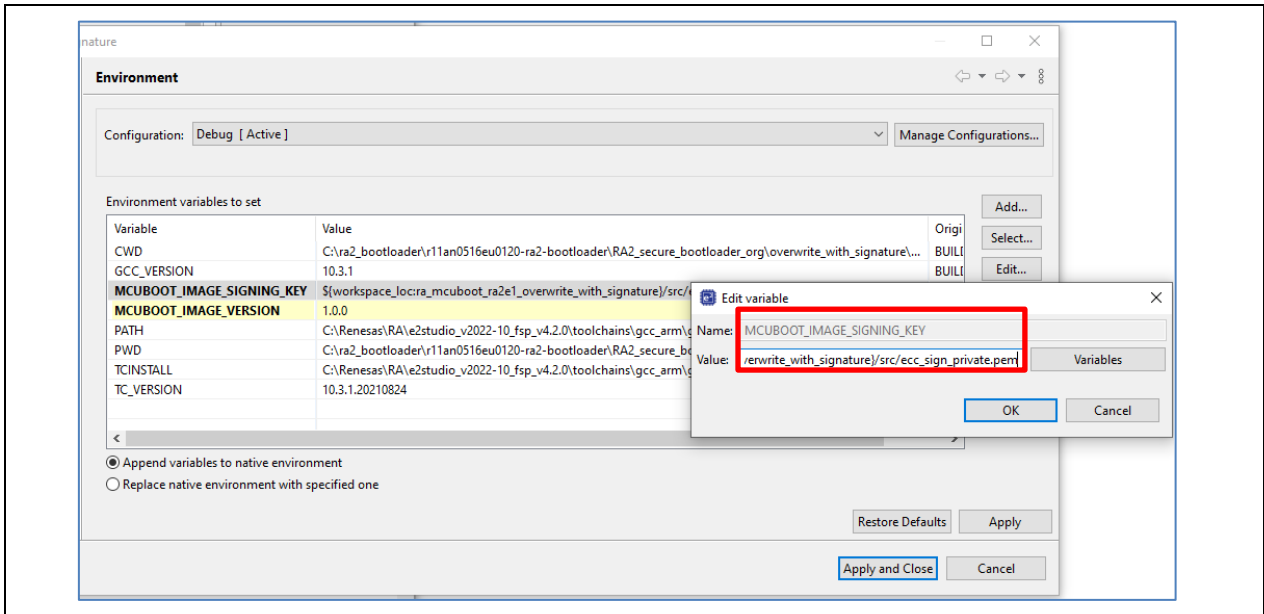 nature
Environment
Configuration: Debug [ Active ] Manage Configurations...
Environment variables to set
Add...
Variable Value Origi
Select...
CWD C:\ra2_bootloader\r11an0516eu0120-ra2-bootloader\RA2_secure_bootloader_org\overwrite_with_signature\... BUILD
GCC_VERSION 10.3.1 BUILD
Edit...
MCUBOOT_IMAGE_SIGNING_KEY ${workspace_loc:ra_mcuboot_ra2e1_overwrite_with_signature}/src/
MCUBOOT_IMAGE_VERSION 1.0.0
PATH C:\Renesas\RA\e2studio_v2022-10_fsp_v4.2.0\toolchains\gcc_arm\
PWD C:\ra2_bootloader\r11an0516eu0120-ra2-bootloader\RA2_secure_bo
TCINSTALL C:\Renesas\RA\e2studio_v2022-10_fsp_v4.2.0\toolchains\gcc_arm\
TC_VERSION 10.3.1.20210824
Edit variable
Name: MCUBOOT_IMAGE_SIGNING_KEY
Value: verwrite_with_signature}/src/ecc_sign_private.pem Variables
OK Cancel
Append variables to native environment
Replace native environment with specified one
Restore Defaults Apply
Apply and Close Cancel